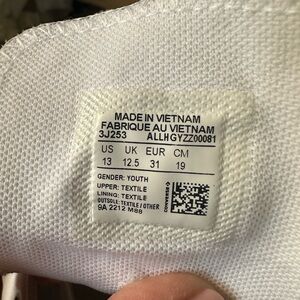 MADE IN VIETNAM
FABRIQUE AU VIETNAM
3J253 ALLHGYZZ00081
US UK EUR CM
13 12.5 31 19
GENDER: YOUTH
UPPER: TEXTILE
LINING: TEXTILE
OUTSOLE: TEXTILE / OTHER
9A 2212 M88